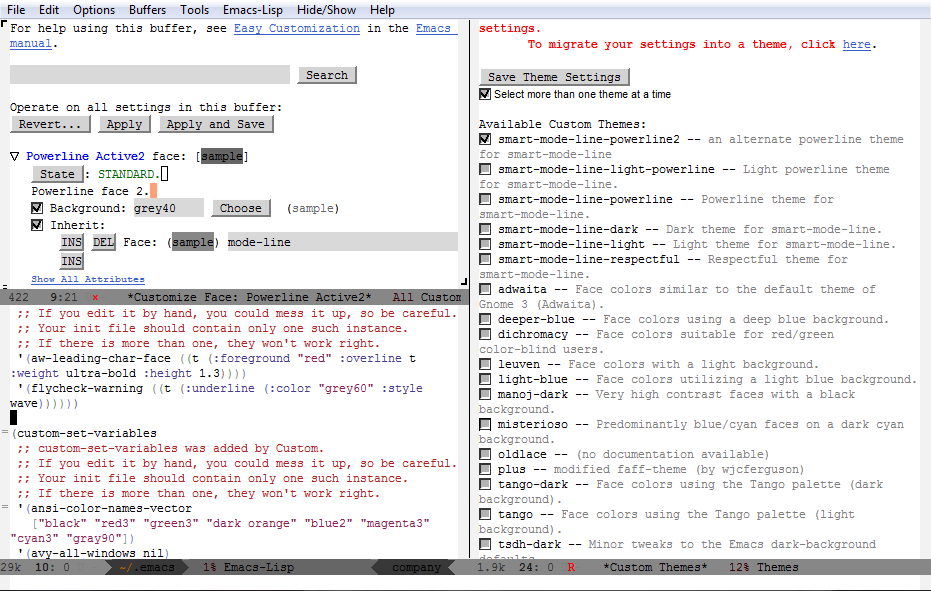 File Edit Options Buffers Tools Emacs-Lisp Hide/Show Help
For help using this buffer, see Easy Customization in the Emacs
manual.
Search
Operate on all settings in this buffer:
Revert... Apply Apply and Save
Powerline Active2 face: [sample]
State : STANDARD.
Powerline face 2.
Background: grey40 Choose (sample)
Inherit:
INS DEL Face: (sample) mode-line
INS
Show All Attributes
422 9:21 × *Customize Face: Powerline Active2* All Custom
;; If you edit it by hand, you could mess it up, so be careful.
;; Your init file should contain only one such instance.
;; If there is more than one, they won't work right.
'(aw-leading-char-face ((t (:foreground "red" :overline t
:weight ultra-bold :height 1.3))))
'(flycheck-warning ((t (:underline (:color "grey60" :style
wave))))))
(custom-set-variables
;; custom-set-variables was added by Custom.
;; If you edit it by hand, you could mess it up, so be careful.
;; Your init file should contain only one such instance.
;; If there is more than one, they won't work right.
'(ansi-color-names-vector
["black" "red3" "green3" "dark orange" "blue2" "magenta3"
"cyan3" "gray90"])
'(avy-all-windows nil)
29k 10: 0 ~/.emacs 1% Emacs-Lisp company
settings.
To migrate your settings into a theme, click here.
Save Theme Settings
Select more than one theme at a time
Available Custom Themes:
smart-mode-line-powerline2 -- an alternate powerline theme
for smart-mode-line
smart-mode-line-light-powerline -- Light powerline theme
for smart-mode-line.
smart-mode-line-powerline -- Powerline theme for
smart-mode-line.
smart-mode-line-dark -- Dark theme for smart-mode-line.
smart-mode-line-light -- Light theme for smart-mode-line.
smart-mode-line-respectful -- Respectful theme for
smart-mode-line.
adwaita -- Face colors similar to the default theme of
Gnome 3 (Adwaita).
deeper-blue -- Face colors using a deep blue background.
dichromacy -- Face colors suitable for red/green
color-blind users.
leuven -- Face colors with a light background.
light-blue -- Face colors utilizing a light blue background.
manoj-dark -- Very high contrast faces with a black
background.
misterioso -- Predominantly blue/cyan faces on a dark cyan
background.
oldlace -- (no documentation available)
plus -- modified faff-theme (by wjcferguson)
tango-dark -- Face colors using the Tango palette (dark
background).
tango -- Face colors using the Tango palette (light
background).
tsdh-dark -- Minor tweaks to the Emacs dark-background
defaults.
1.9k 24: 0 R *Custom Themes* 12% Themes